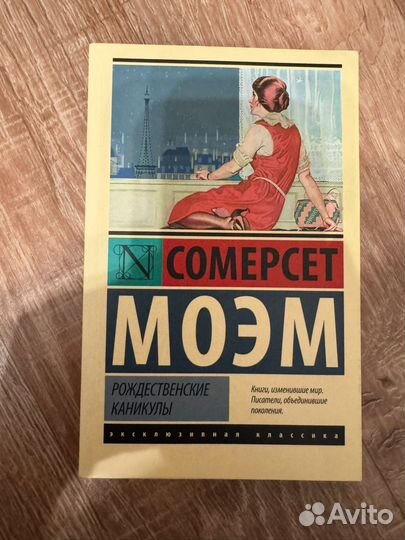 N
СОМЕРСЕТ
МОЭМ
РОЖДЕСТВЕНСКИЕ
КАНИКУЛЫ
Книги, изменившие мир.
Писатели, объединившие
поколения.
эксклюзивная классика
Avito